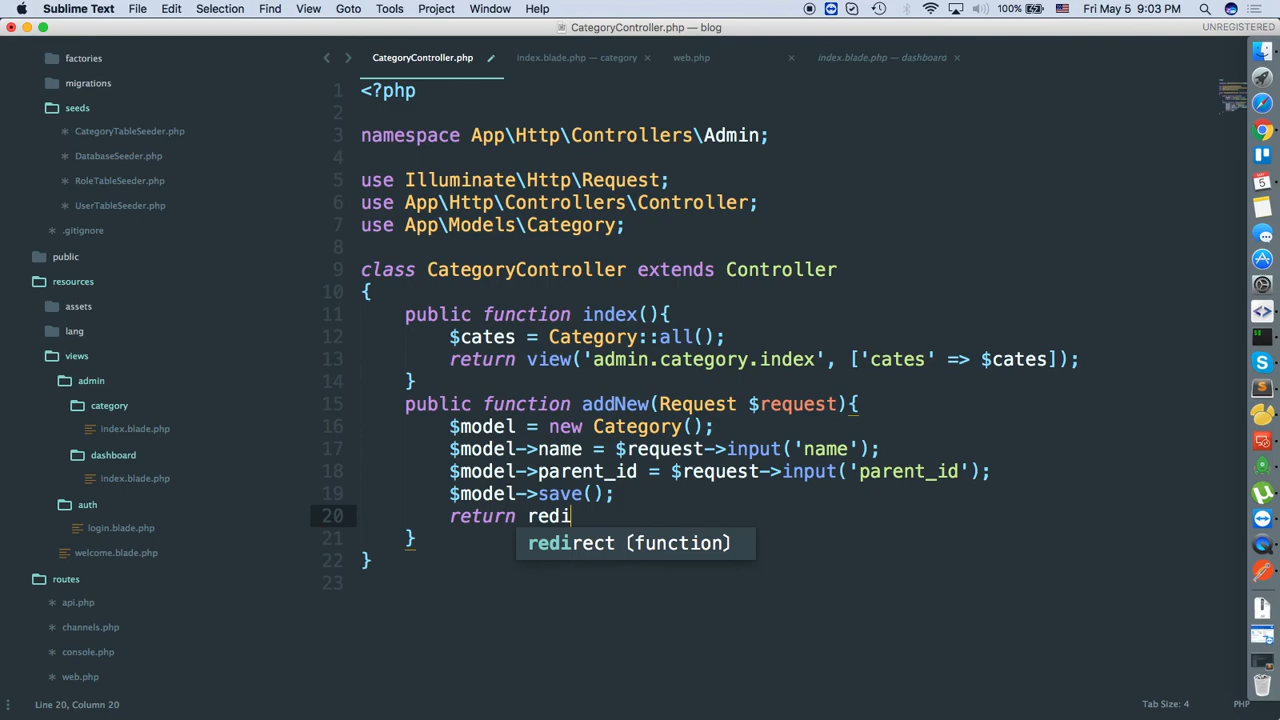 Sublime Text File Edit Selection Find View Goto Tools Project Window Help 100% Fri May 5 9:03 PM
CategoryController.php — blog UNREGISTERED
factories
migrations
seeds
CategoryTableSeeder.php
DatabaseSeeder.php
RoleTableSeeder.php
UserTableSeeder.php
.gitignore
public
resources
assets
lang
views
admin
category
index.blade.php
dashboard
index.blade.php
auth
login.blade.php
welcome.blade.php
routes
api.php
channels.php
console.php
web.php
CategoryController.php index.blade.php — category web.php index.blade.php — dashboard
1 <?php
2
3 namespace App\Http\Controllers\Admin;
4
5 use Illuminate\Http\Request;
6 use App\Http\Controllers\Controller;
7 use App\Models\Category;
8
9 class CategoryController extends Controller
10 {
11 public function index(){
12 $cates = Category::all();
13 return view('admin.category.index', ['cates' => $cates]);
14 }
15 public function addNew(Request $request){
16 $model = new Category();
17 $model->name = $request->input('name');
18 $model->parent_id = $request->input('parent_id');
19 $model->save();
20 return redi
redirect (function)
21 }
22 }
23
Line 20, Column 20 Tab Size: 4 PHP